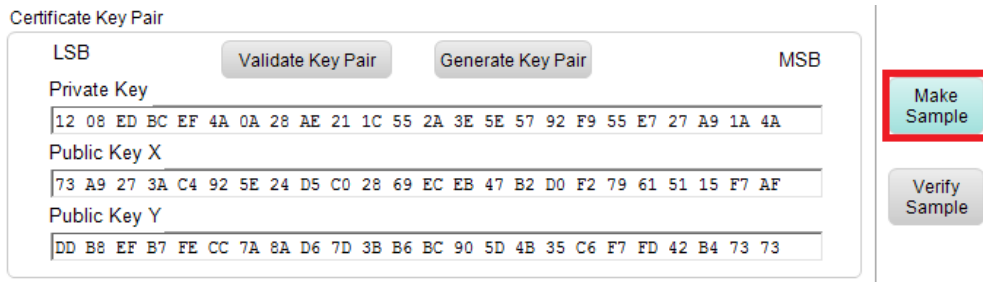 Certificate Key Pair
LSB
Validate Key Pair
Generate Key Pair
MSB
Private Key
12 08 ED BC EF 4A 0A 28 AE 21 1C 55 2A 3E 5E 57 92 F9 55 E7 27 A9 1A 4A
Public Key X
73 A9 27 3A C4 92 5E 24 D5 C0 28 69 EC EB 47 B2 D0 F2 79 61 51 15 F7 AF
Public Key Y
DD B8 EF B7 FE CC 7A 8A D6 7D 3B B6 BC 90 5D 4B 35 C6 F7 FD 42 B4 73 73
Make
Sample
Verify
Sample